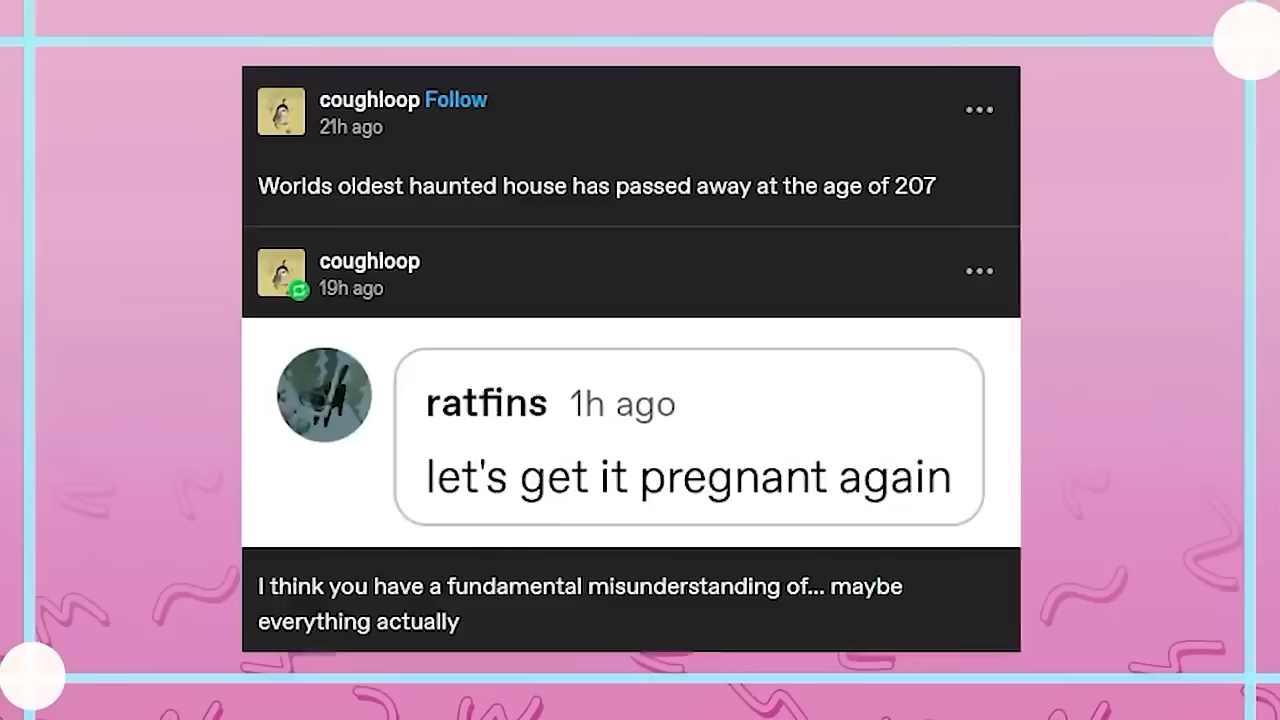 coughloop Follow
21h ago
Worlds oldest haunted house has passed away at the age of 207
coughloop
19h ago
ratfins 1h ago
let's get it pregnant again
I think you have a fundamental misunderstanding of... maybe
everything actually